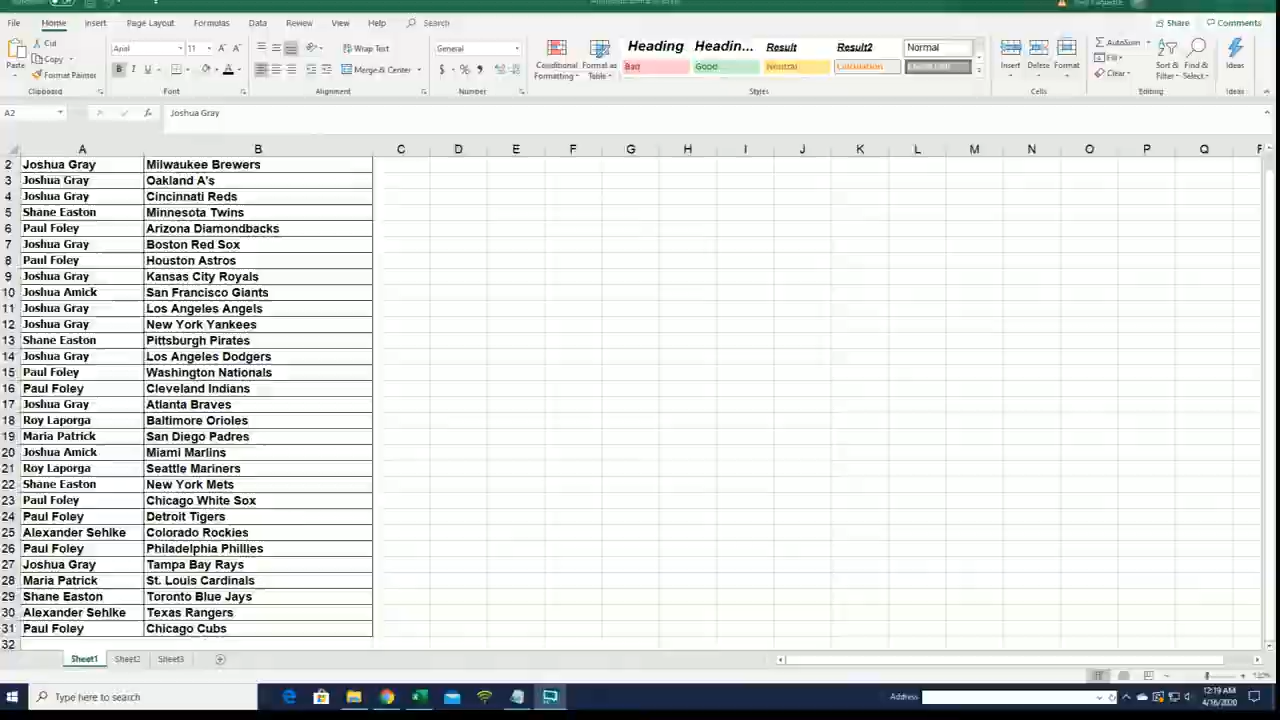 File Home Insert Page Layout Formulas Data Review View Help Search Share Comments
Paste Cut Arial 11 Wrap Text General Heading Headin... Result Result2 Normal Conditional Formatting Format as Table Insert Delete Format AutoSum Sort & Filter Find & Select Ideas
Copy Fill
Format Painter B I U Merge & Center $ % Bad Good Neutral Calculation Clear
Clipboard Font Alignment Number Styles Cells Editing Ideas
A2 fx Joshua Gray
A B C D E F G H I J K L M N O P Q
2 Joshua Gray Milwaukee Brewers
3 Joshua Gray Oakland A's
4 Joshua Gray Cincinnati Reds
5 Shane Easton Minnesota Twins
6 Paul Foley Arizona Diamondbacks
7 Joshua Gray Boston Red Sox
8 Paul Foley Houston Astros
9 Joshua Gray Kansas City Royals
10 Joshua Amick San Francisco Giants
11 Joshua Gray Los Angeles Angels
12 Joshua Gray New York Yankees
13 Shane Easton Pittsburgh Pirates
14 Joshua Gray Los Angeles Dodgers
15 Paul Foley Washington Nationals
16 Paul Foley Cleveland Indians
17 Joshua Gray Atlanta Braves
18 Roy Laporga Baltimore Orioles
19 Maria Patrick San Diego Padres
20 Joshua Amick Miami Marlins
21 Roy Laporga Seattle Mariners
22 Shane Easton New York Mets
23 Paul Foley Chicago White Sox
24 Paul Foley Detroit Tigers
25 Alexander Sehlke Colorado Rockies
26 Paul Foley Philadelphia Phillies
27 Joshua Gray Tampa Bay Rays
28 Maria Patrick St. Louis Cardinals
29 Shane Easton Toronto Blue Jays
30 Alexander Sehlke Texas Rangers
31 Paul Foley Chicago Cubs
32
Sheet1 Sheet2 Sheet3
Type here to search Address 12:19 AM
4/16/2020